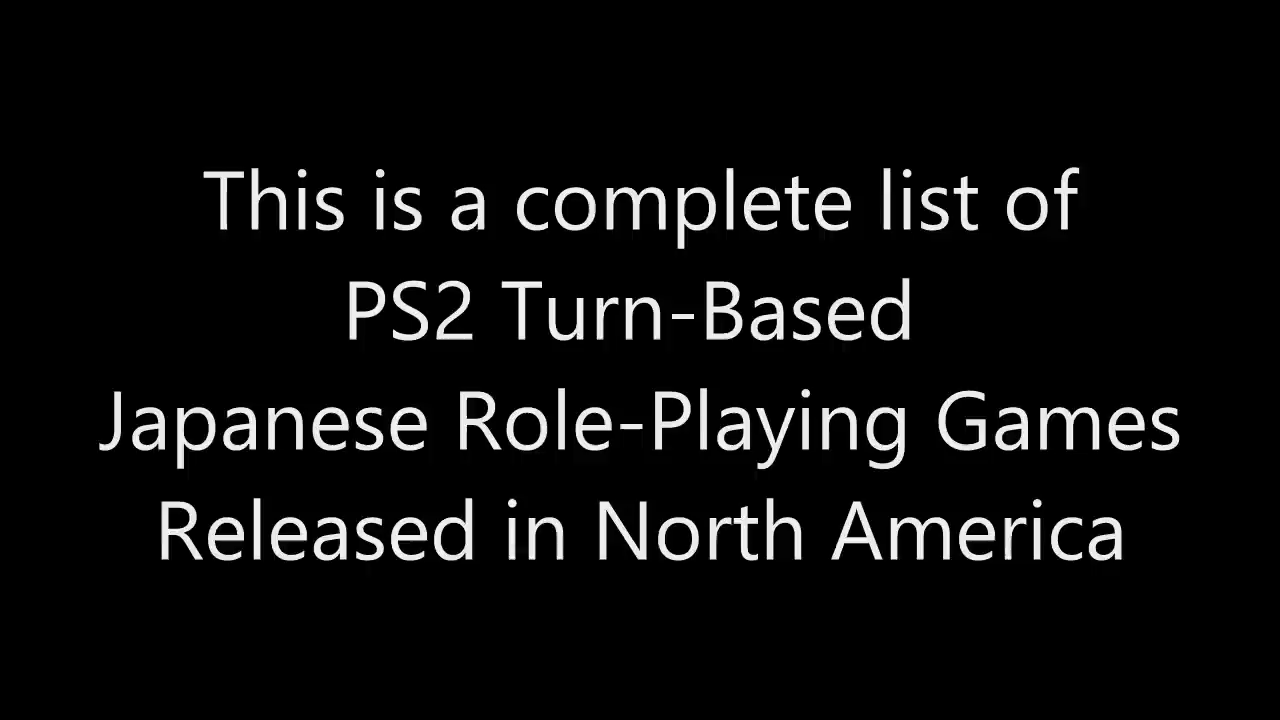 This is a complete list of
PS2 Turn-Based
Japanese Role-Playing Games
Released in North America